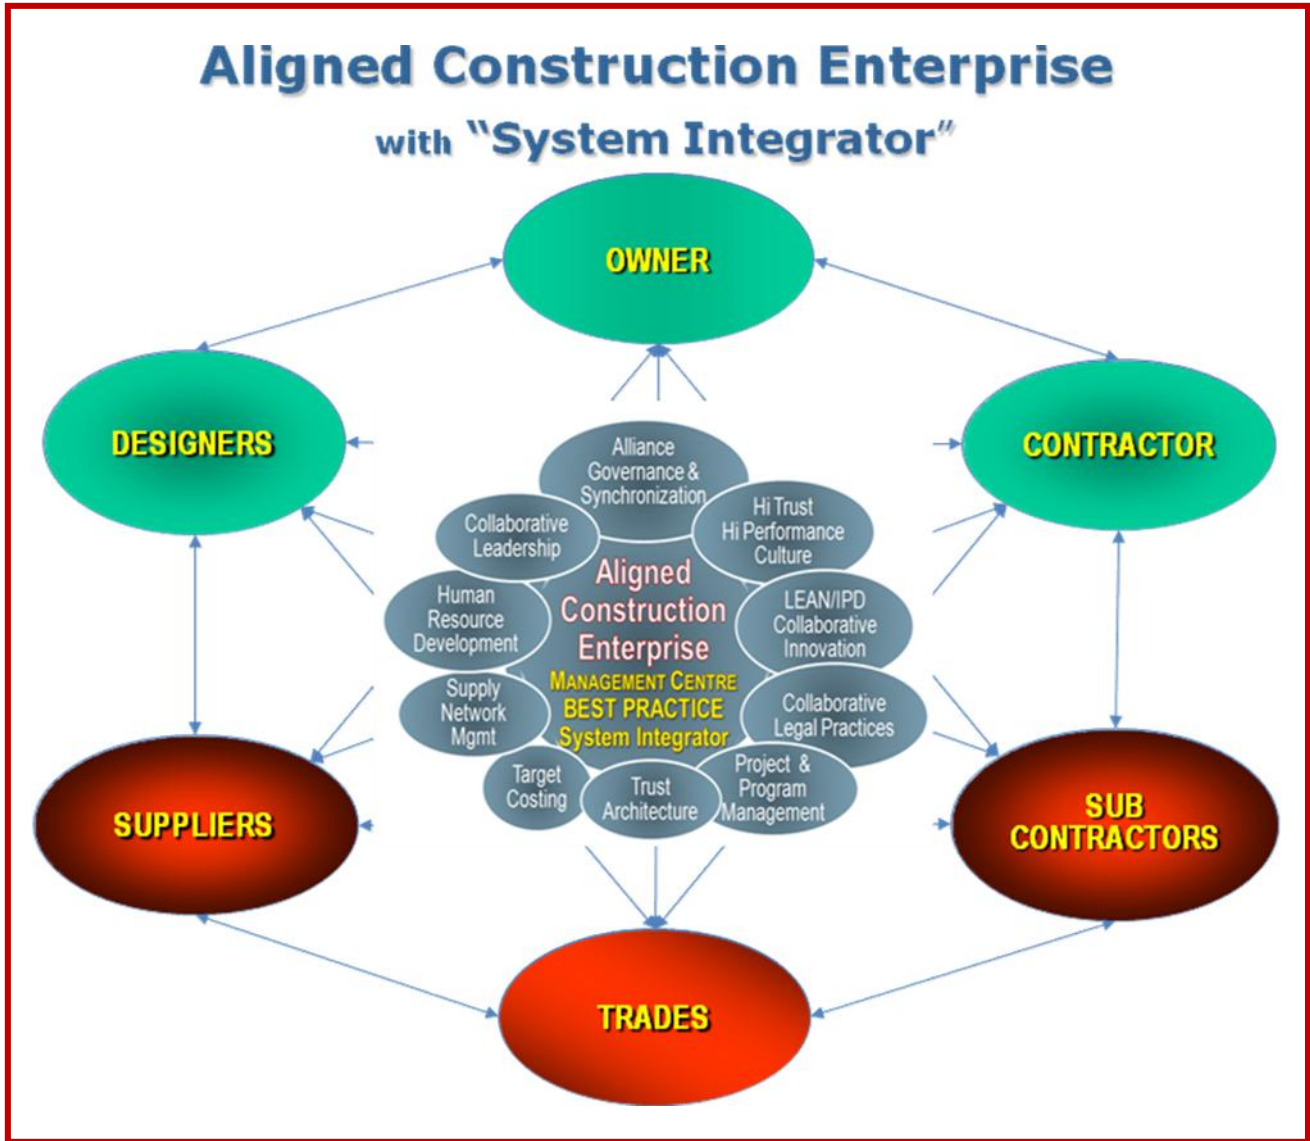 Aligned Construction Enterprise
with “System Integrator”
OWNER
DESIGNERS
CONTRACTOR
Alliance
Governance &
Synchronization
Collaborative
Leadership
Hi Trust
Hi Performance
Culture
Human
Resource
Development
LEAN/IPD
Collaborative
Innovation
Aligned
Construction
Enterprise
MANAGEMENT CENTRE
BEST PRACTICE
System Integrator
Supply
Network
Mgmt
Collaborative
Legal Practices
Target
Costing
Trust
Architecture
Project &
Program
Management
SUPPLIERS
SUB
CONTRACTORS
TRADES